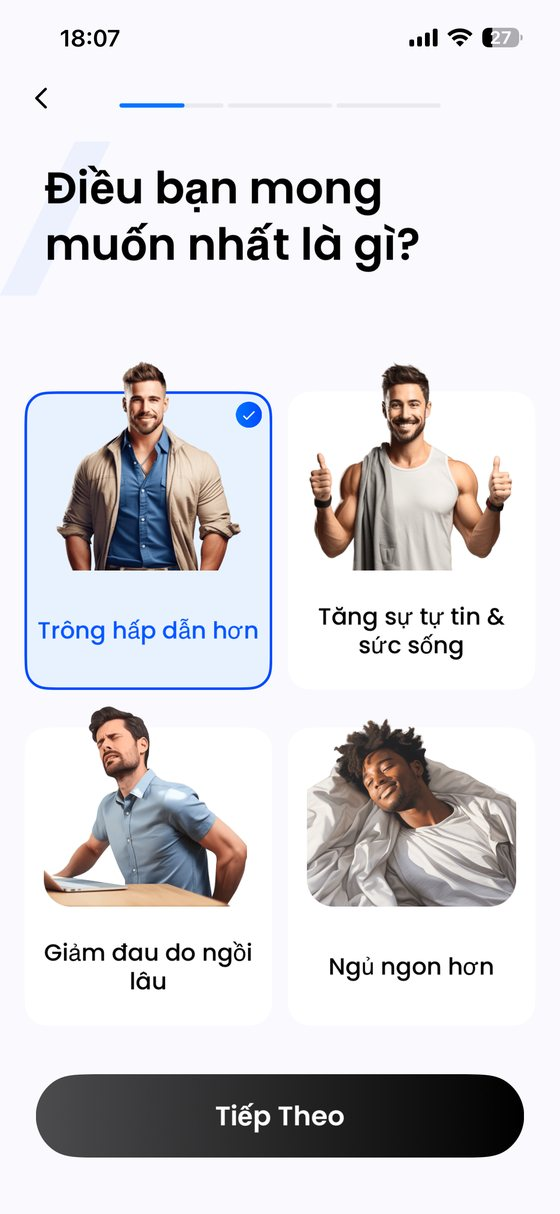 18:07
27
Điều bạn mong
muốn nhất là gì?
Trông hấp dẫn hơn
Tăng sự tự tin &
sức sống
Giảm đau do ngồi
lâu
Ngủ ngon hơn
Tiếp Theo